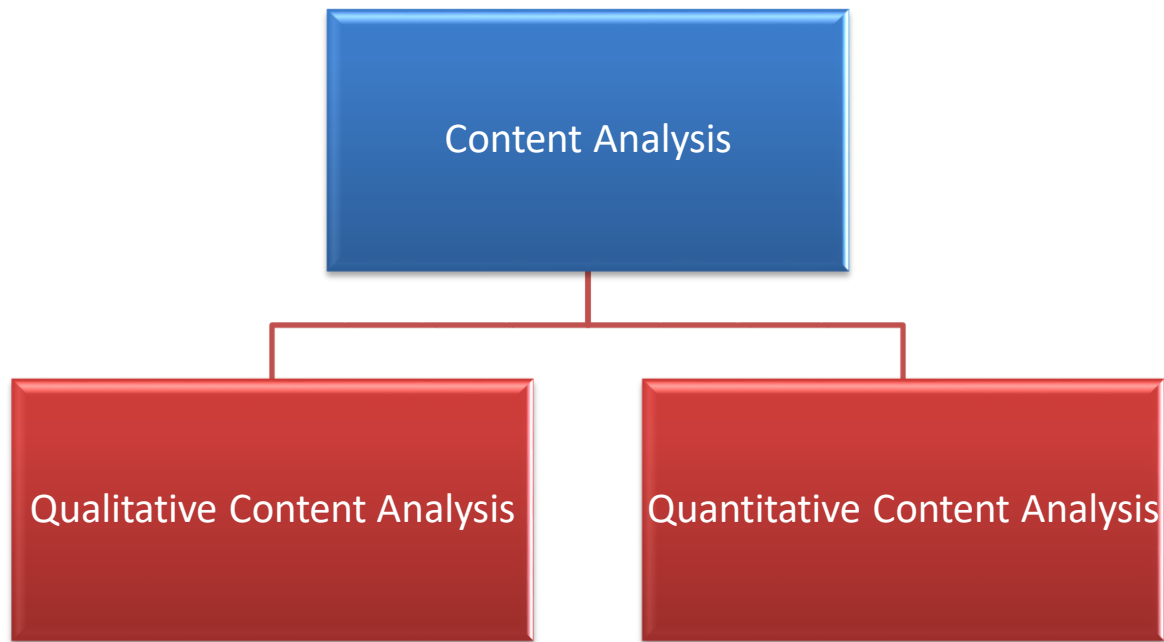 Content Analysis
Qualitative Content Analysis
Quantitative Content Analysis